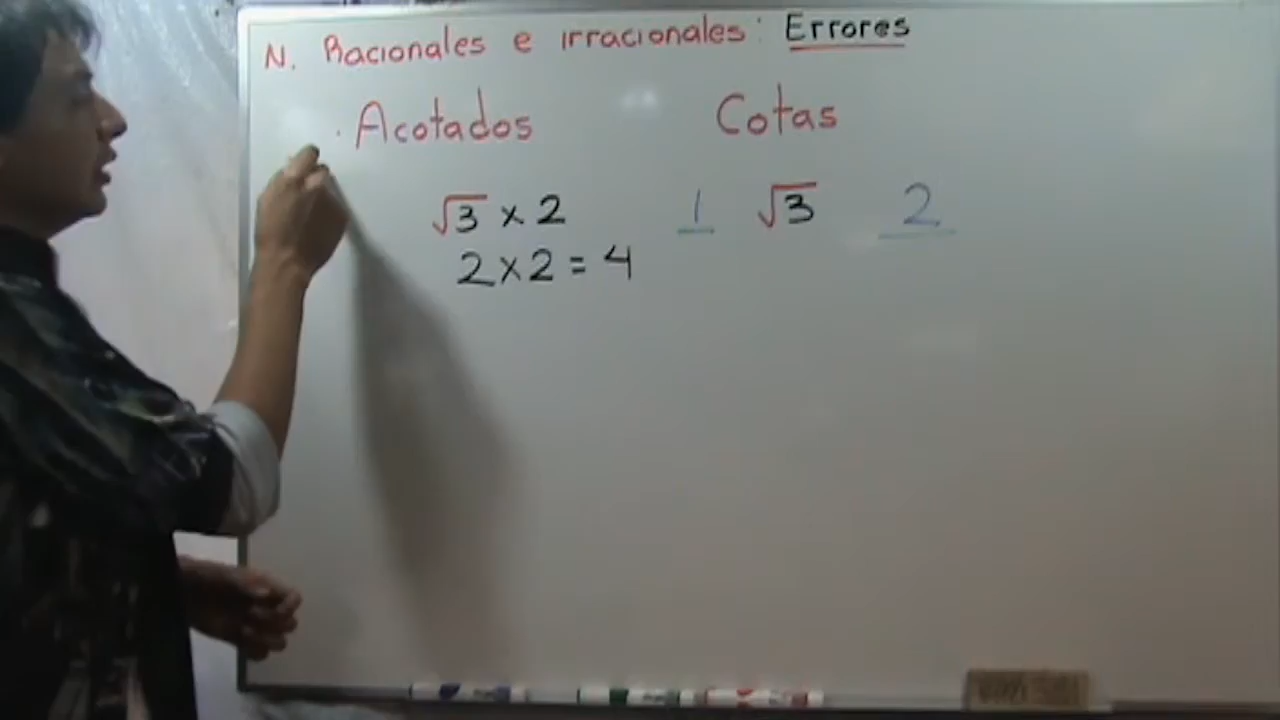 N. Racionales e irracionales: Errores
. Acotados Cotas
√3 x 2 1 √3 2
2 x 2 = 4